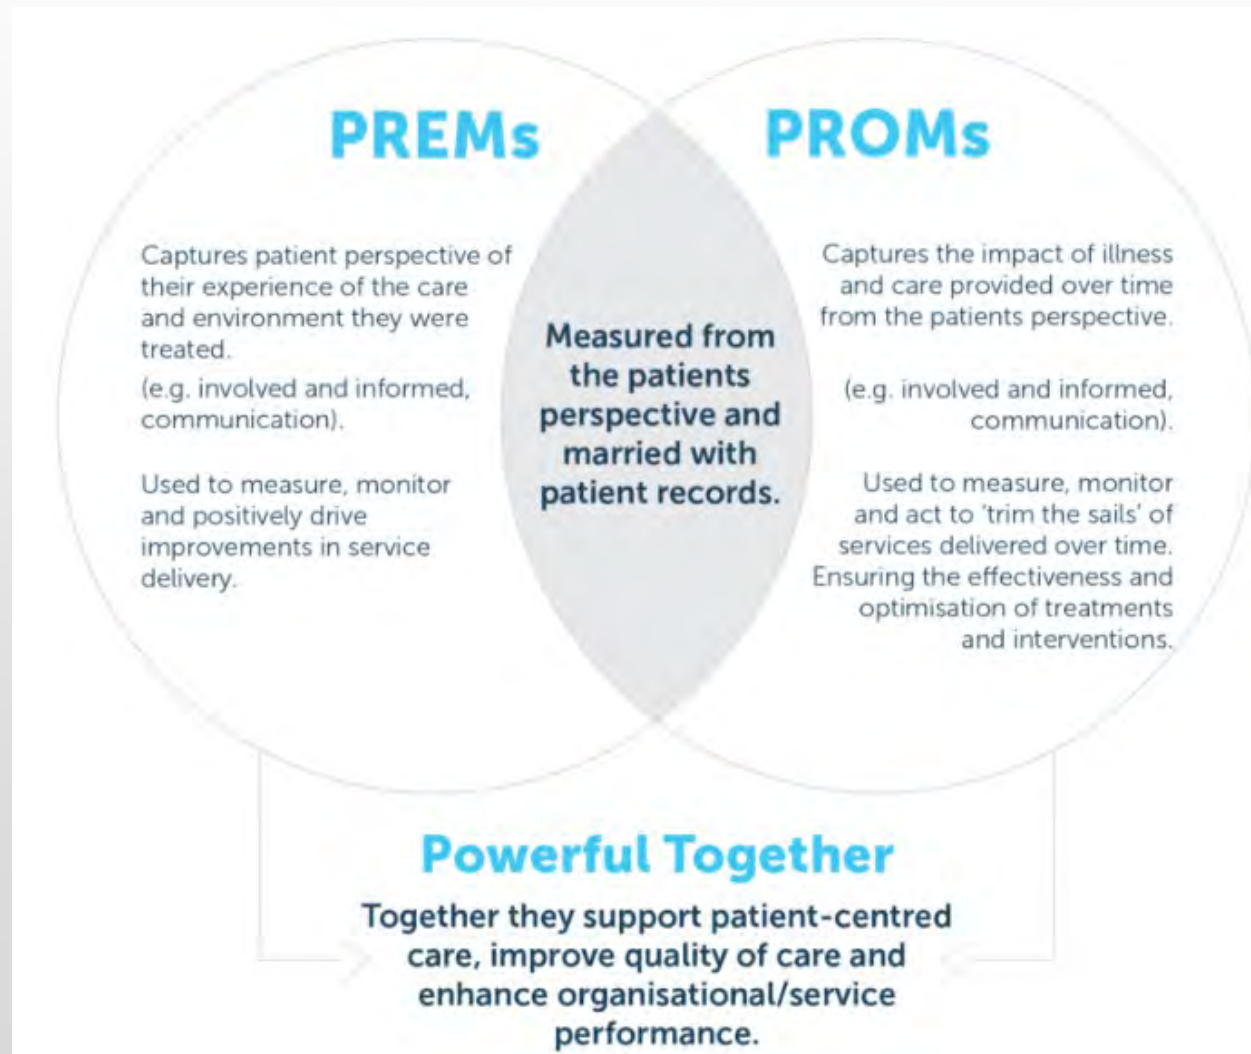 PREMs
Captures patient perspective of
their experience of the care
and environment they were
treated.
(e.g. involved and informed,
communication).
Used to measure, monitor
and positively drive
improvements in service
delivery.
Measured from
the patients
perspective and
married with
patient records.
PROMs
Captures the impact of illness
and care provided over time
from the patients perspective.
(e.g. involved and informed,
communication).
Used to measure, monitor
and act to ‘trim the sails’ of
services delivered over time.
Ensuring the effectiveness and
optimisation of treatments
and interventions.
Powerful Together
Together they support patient-centred
care, improve quality of care and
enhance organisational/service
performance.